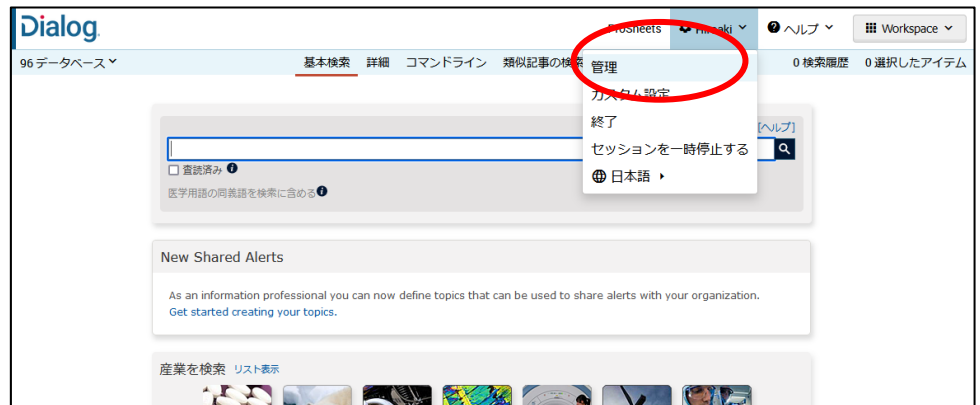 Dialog
ProSheets Hiroaki ヘルプ Workspace
96 データベース 基本検索 詳細 コマンドライン 類似記事の検索 0 検索履歴 0 選択したアイテム
管理
カスタム設定
終了
セッションを一時停止する
日本語
[ヘルプ]
査読済み
医学用語の同義語を検索に含める
New Shared Alerts
As an information professional you can now define topics that can be used to share alerts with your organization.
Get started creating your topics.
産業を検索 リスト表示